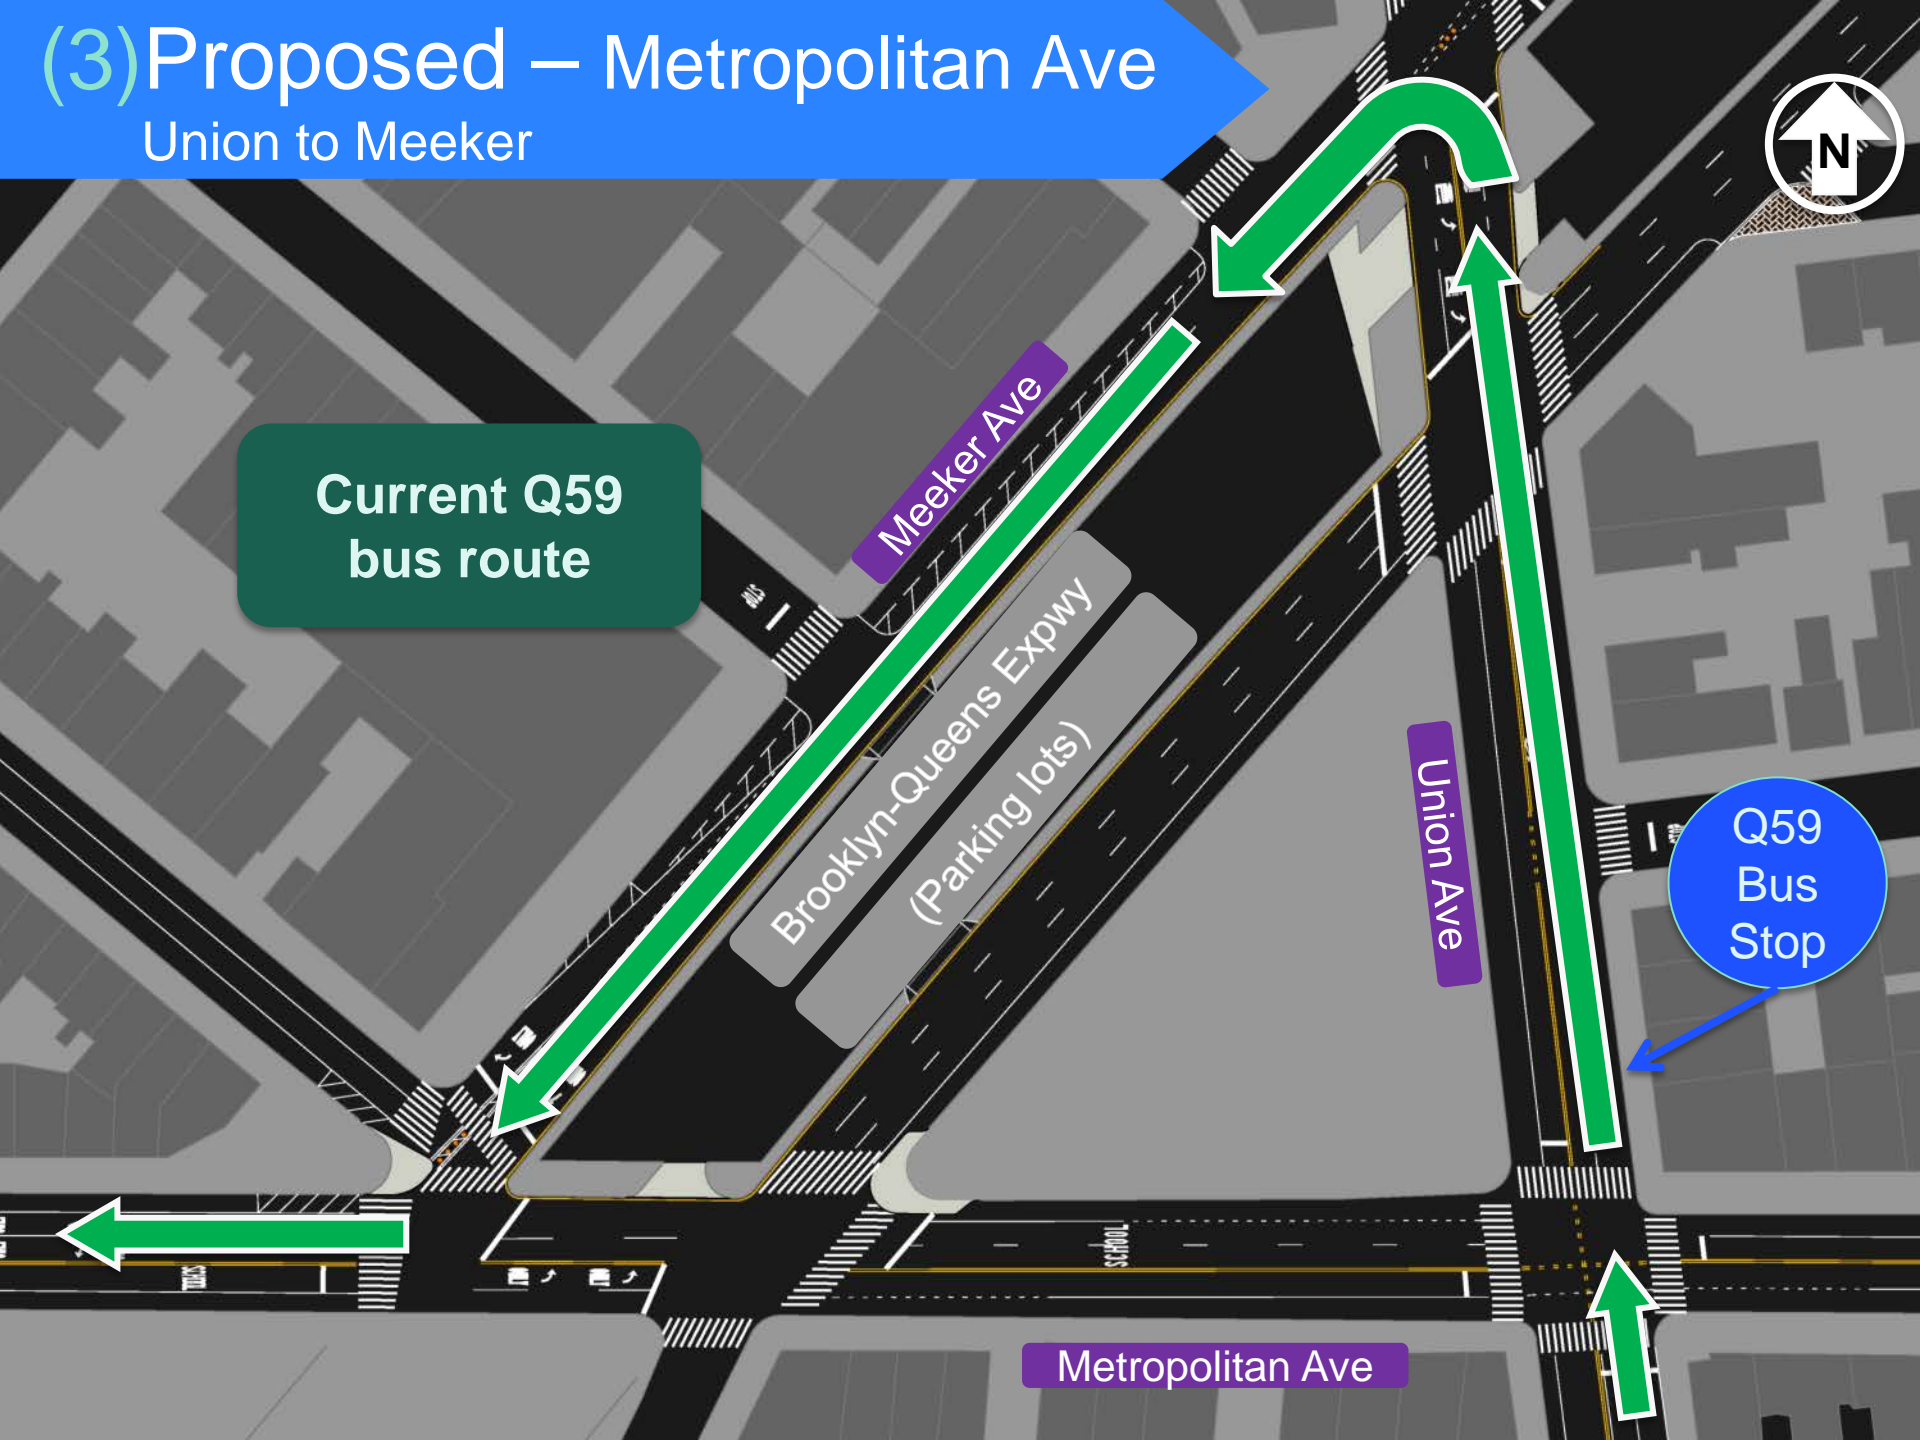 (3)Proposed – Metropolitan Ave
Union to Meeker
N
Current Q59
bus route
Meeker Ave
Brooklyn-Queens Expwy
(Parking lots)
Union Ave
Q59
Bus
Stop
SCHOOL
Metropolitan Ave